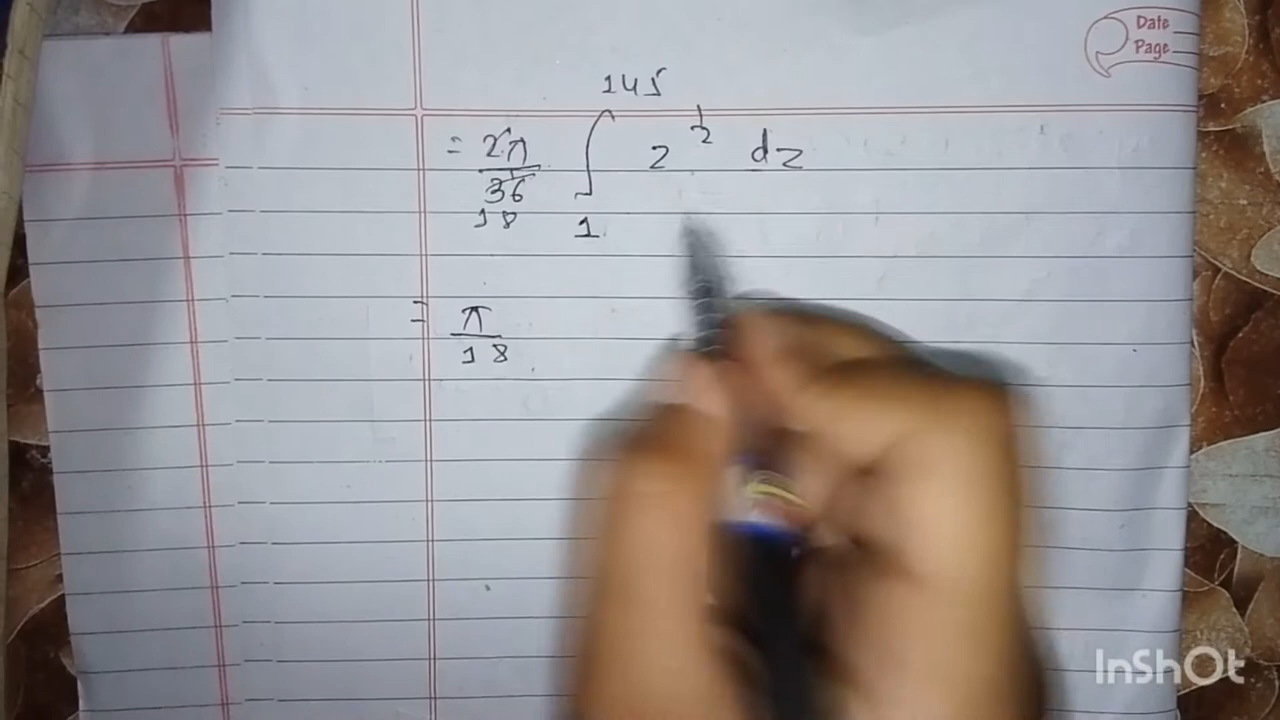 Date
Page
145
= 2π/36 ∫ z^1/2 dz
18 1
= π/18
InShOt